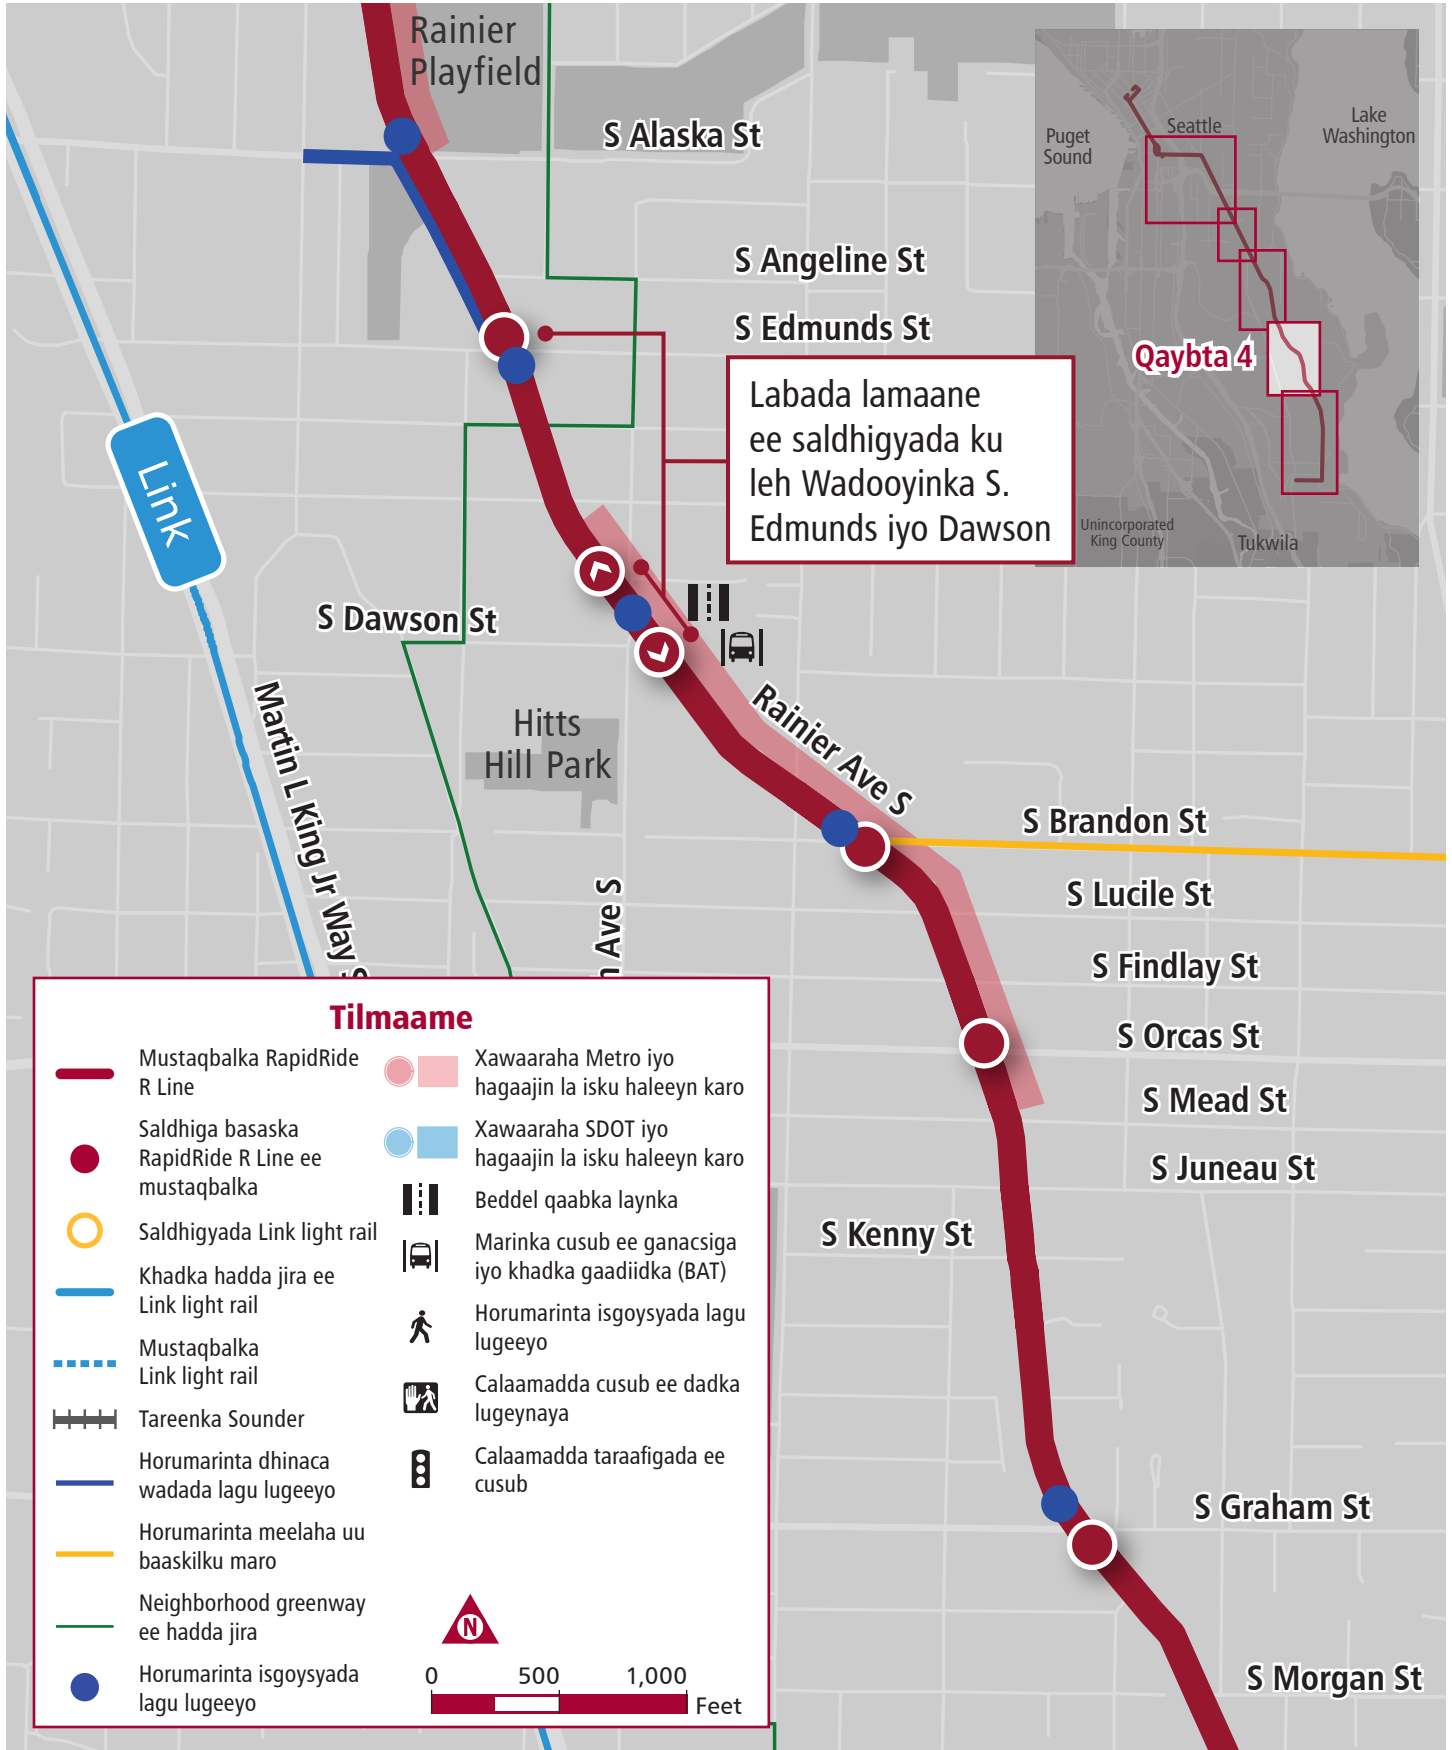 Rainier
Playfield
S Alaska St
S Angeline St
S Edmunds St
Puget
Sound
Seattle
Lake
Washington
Qaybta 4
Unincorporated
King County
Tukwila
Labada lamaane
ee saldhigyada ku
leh Wadooyinka S.
Edmunds iyo Dawson
Link
S Dawson St
Martin L King Jr Way S
Hitts
Hill Park
Rainier Ave S
S Brandon St
S Lucile St
n Ave S
S Findlay St
S Orcas St
S Mead St
S Juneau St
S Kenny St
S Graham St
S Morgan St
Tilmaame
Mustaqbalka RapidRide
R Line
Saldhiga basaska
RapidRide R Line ee
mustaqbalka
Saldhigyada Link light rail
Khadka hadda jira ee
Link light rail
Mustaqbalka
Link light rail
Tareenka Sounder
Horumarinta dhinaca
wadada lagu lugeeyo
Horumarinta meelaha uu
baaskilku maro
Neighborhood greenway
ee hadda jira
Horumarinta isgoysyada
lagu lugeeyo
Xawaaraha Metro iyo
hagaajin la isku haleeyn karo
Xawaaraha SDOT iyo
hagaajin la isku haleeyn karo
Beddel qaabka laynka
Marinka cusub ee ganacsiga
iyo khadka gaadiidka (BAT)
Horumarinta isgoysyada lagu
lugeeyo
Calaamadda cusub ee dadka
lugeynaya
Calaamadda taraafigada ee
cusub
N
0 500 1,000
Feet